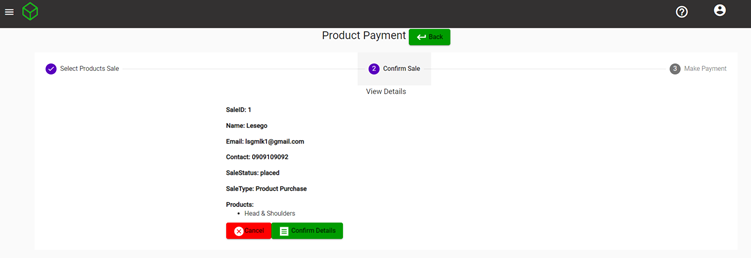 Product Payment Back
Select Products Sale 2 Confirm Sale 3 Make Payment
View Details
SaleID: 1
Name: Lesego
Email: lsgmlk1@gmail.com
Contact: 0909109092
SaleStatus: placed
SaleType: Product Purchase
Products:
• Head & Shoulders
Cancel Confirm Details